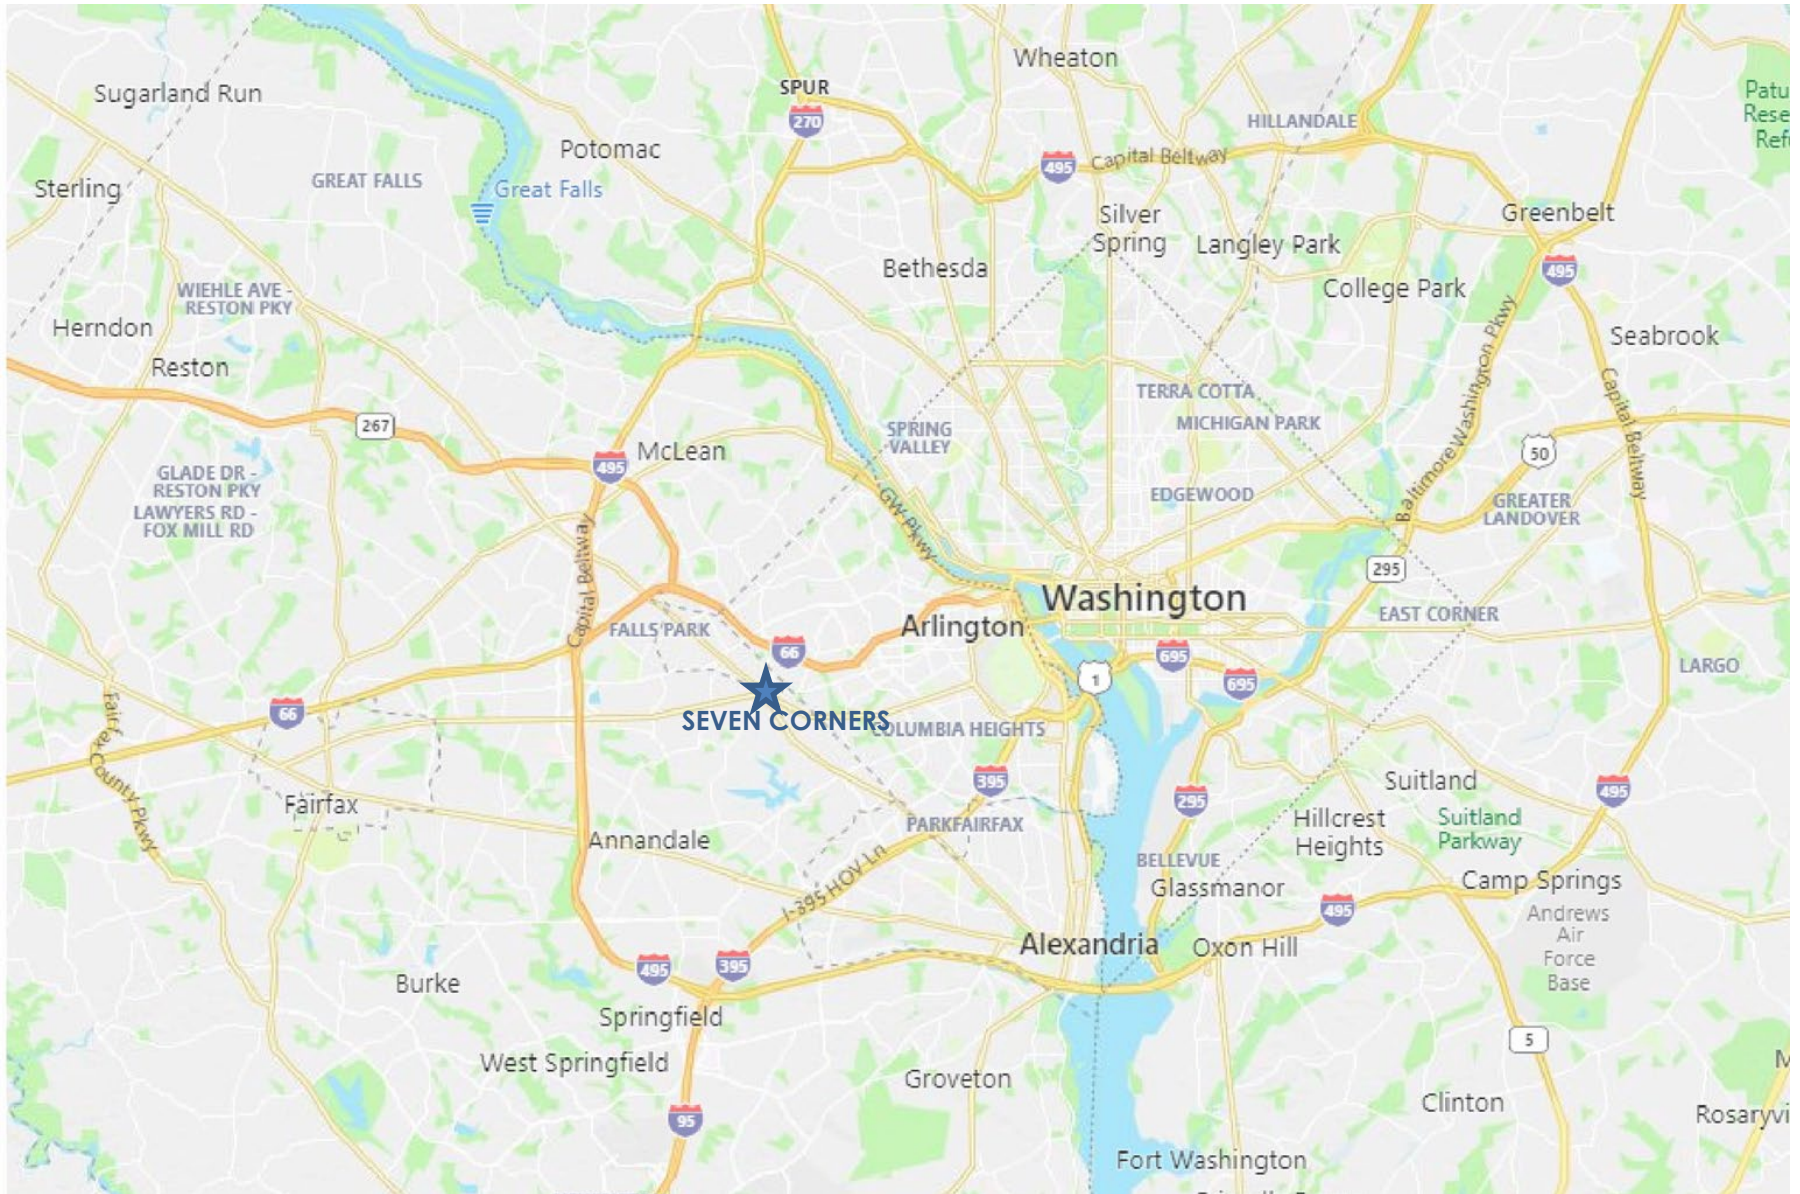 Wheaton
Sugarland Run
SPUR
270
Patu
Rese
Refu
HILLANDALE
Potomac
495
Capital Beltway
Sterling
GREAT FALLS
Great Falls
Silver
Spring
Langley Park
Greenbelt
Bethesda
495
College Park
WIEHLE AVE -
RESTON PKY
Herndon
Seabrook
Reston
Baltimore Washington Pkwy
Capital Beltway
TERRA COTTA
MICHIGAN PARK
267
McLean
SPRING
VALLEY
50
495
GLADE DR -
RESTON PKY
LAWYERS RD -
FOX MILL RD
EDGEWOOD
GREATER
LANDOVER
GW Pkwy
Capital Beltway
295
Washington
EAST CORNER
FALLS PARK
Arlington
66
695
LARGO
1
695
66
Fairfax County Pkwy
SEVEN CORNERS
COLUMBIA HEIGHTS
395
Suitland
495
295
Fairfax
Hillcrest
Heights
Suitland
Parkway
PARKFAIRFAX
Annandale
BELLEVUE
I-395 HOV Ln
Glassmanor
Camp Springs
495
Andrews
Air
Force
Base
Alexandria
Oxon Hill
495
395
Burke
Springfield
5
West Springfield
Groveton
M
Clinton
95
Rosaryvi
Fort Washington